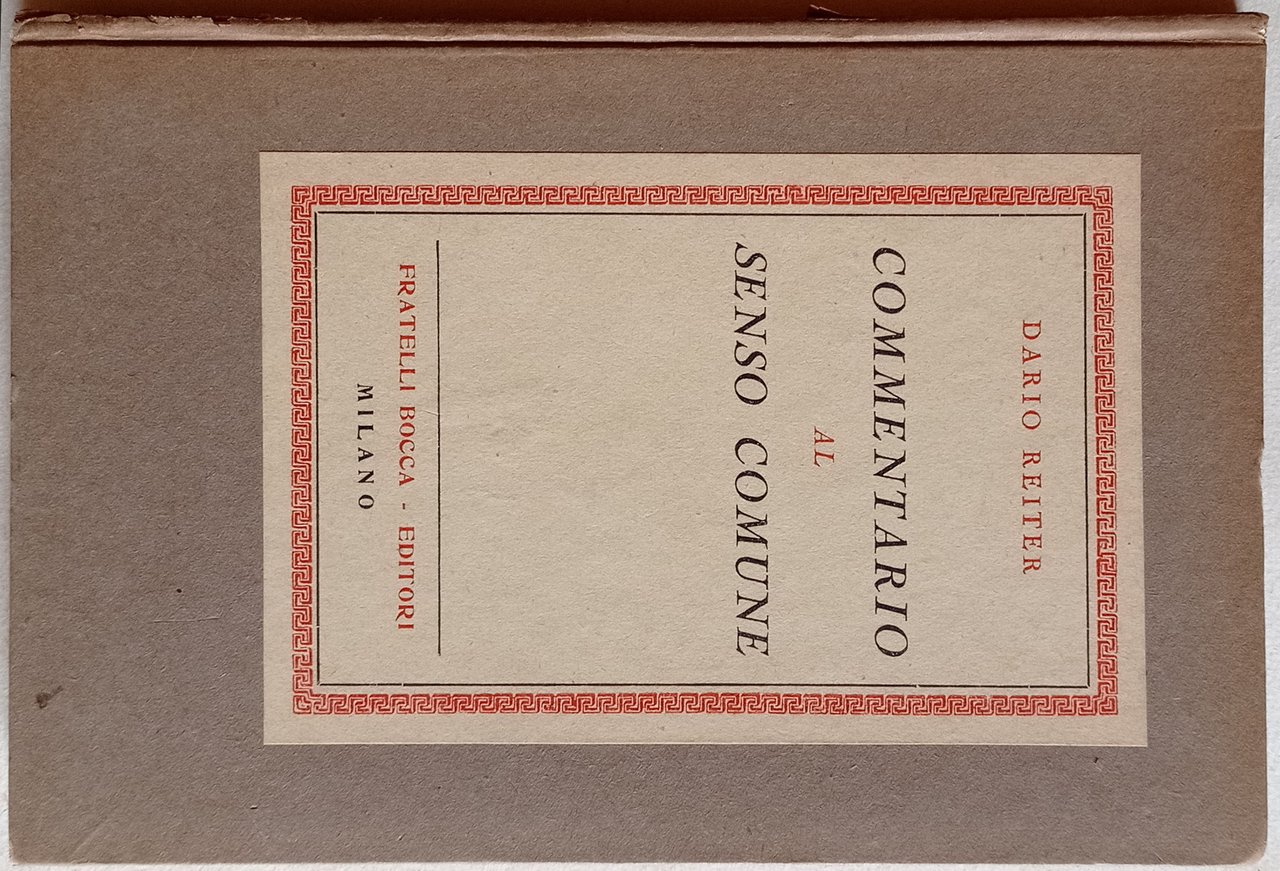 DARIO REITER
COMMENTARIO
AL
SENSO COMUNE
FRATELLI BOCCA - EDITORI
MILANO